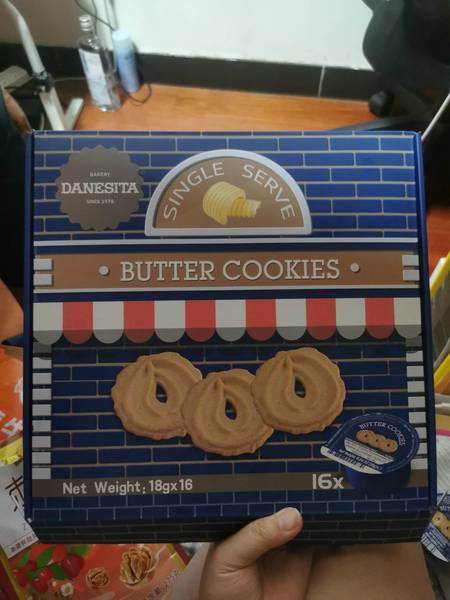 BAKERY
DANESITA
SINCE 1978
SINGLE SERVE
• BUTTER COOKIES •
BUTTER COOKIES
Net Weight: 18gx16
16x